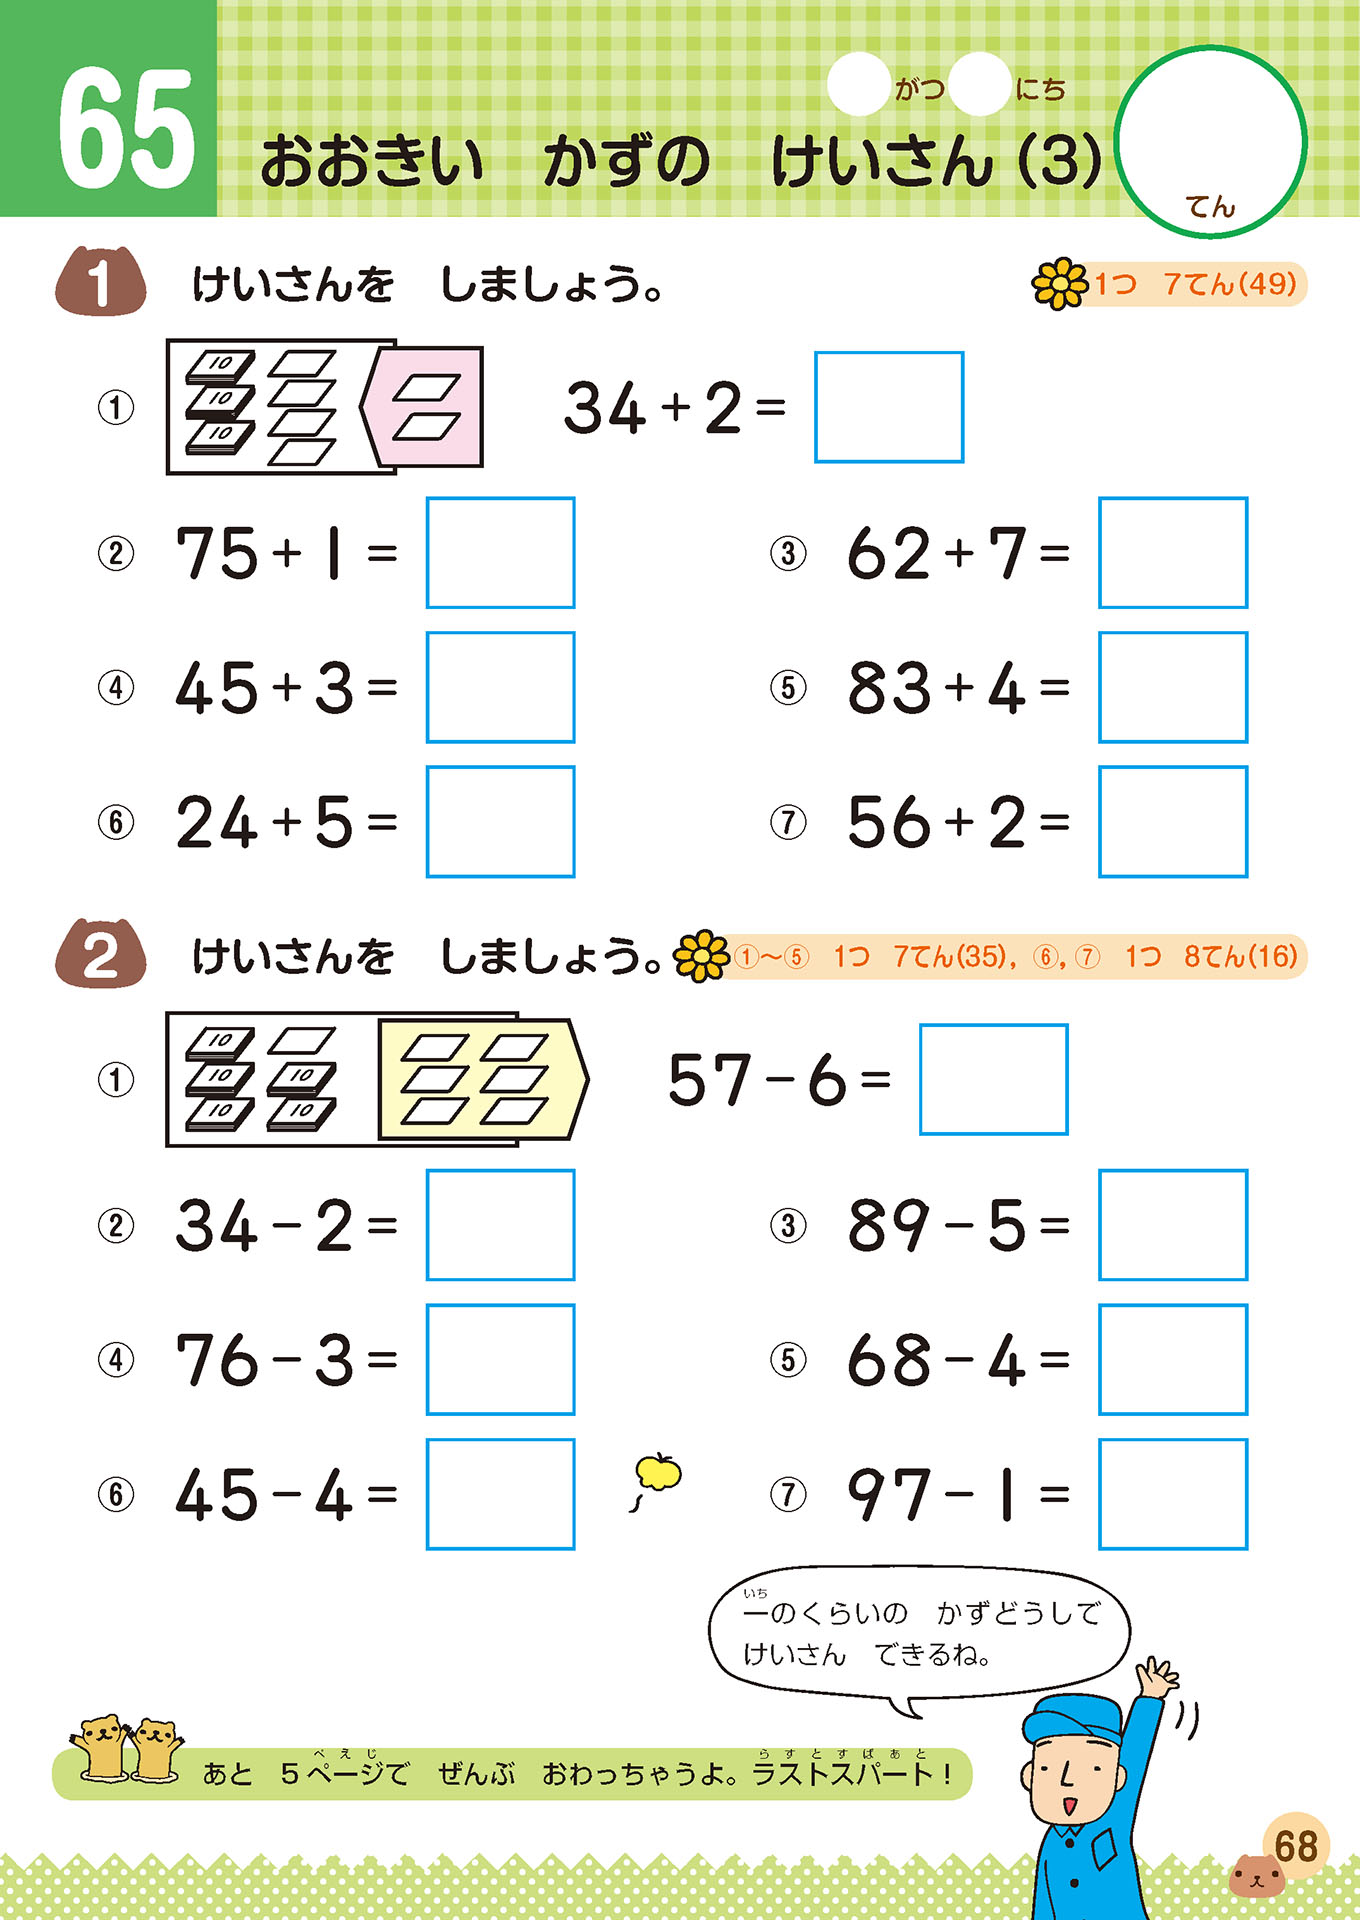 65
がつ にち
おおきい かずの けいさん(3)
てん
1 けいさんを しましょう。
1つ 7てん(49)
10
10
10
① 34+2=
② 75+1=
③ 62+7=
④ 45+3=
⑤ 83+4=
⑥ 24+5=
⑦ 56+2=
2 けいさんを しましょう。
①〜⑤ 1つ 7てん(35), ⑥,⑦ 1つ 8てん(16)
10
10 10
10 10
① 57-6=
② 34-2=
③ 89-5=
④ 76-3=
⑤ 68-4=
⑥ 45-4=
⑦ 97-1=
いち
一のくらいの かずどうしで
けいさん できるね。
ぺえじ らすとすぱあと
あと 5ページで ぜんぶ おわっちゃうよ。ラストスパート!
68